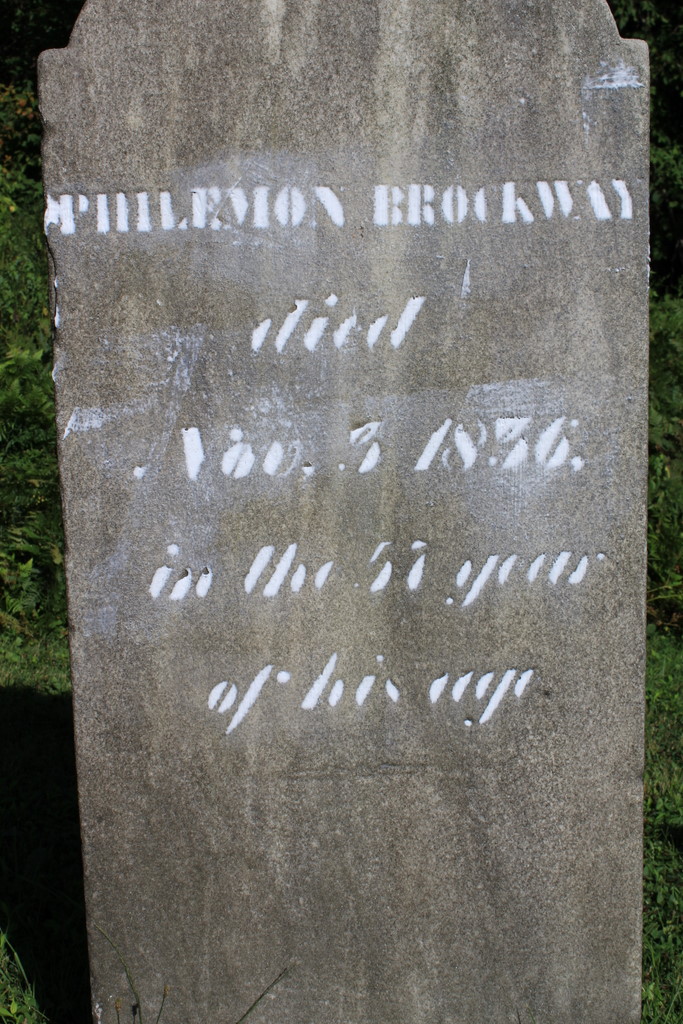 PHILEMON BROCKWAY
died
Nov. 3 1836.
in the 57 year
of his age